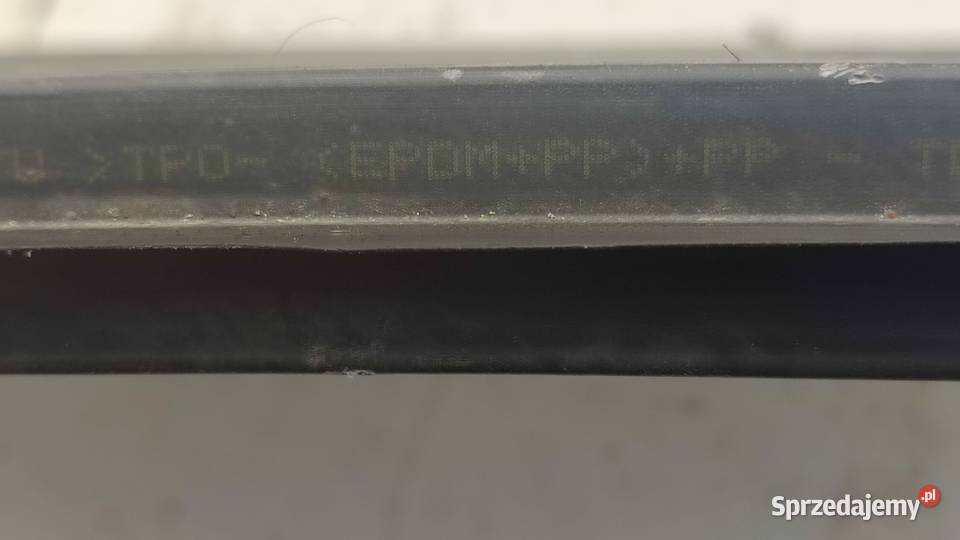 >TPO- (EPDM+PP)+PP -
Sprzedajemy.pl